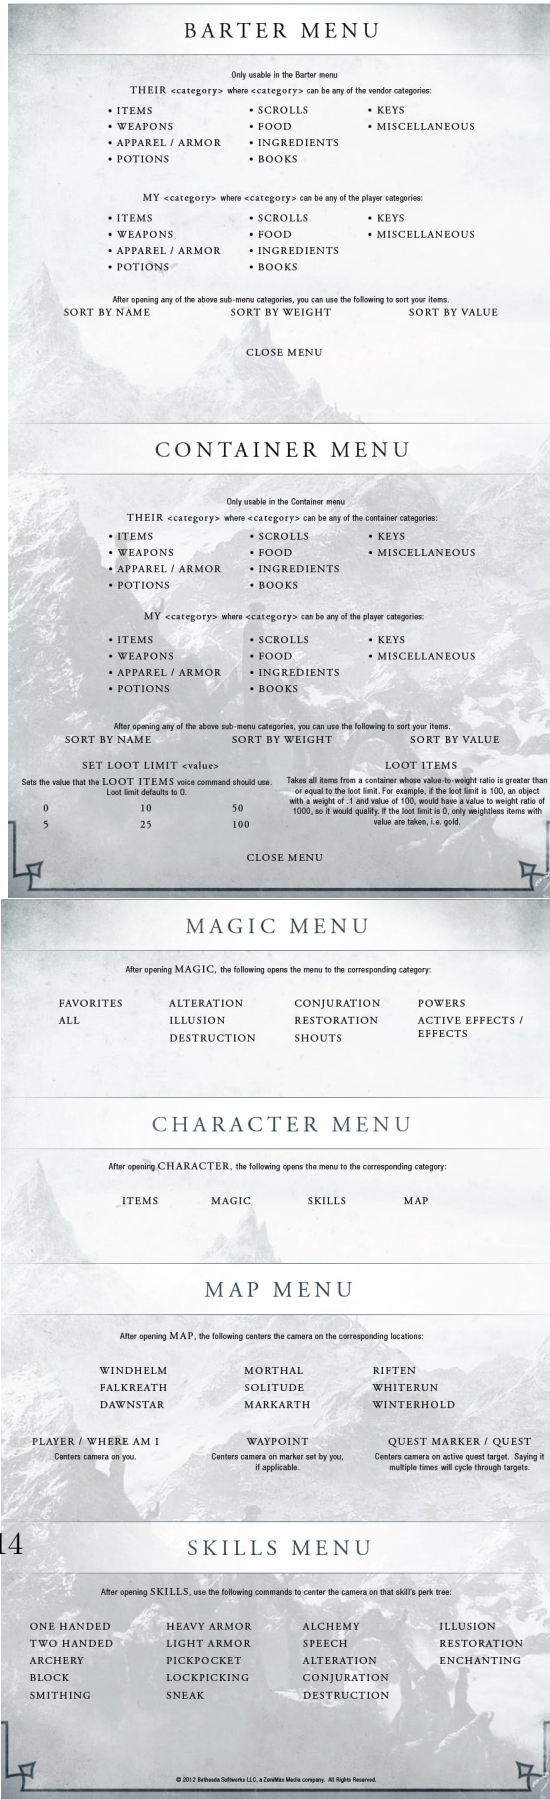 BARTER MENU
Only usable in the Barter menu
THEIR <category> where <category> can be any of the vendor categories:
• ITEMS
• WEAPONS
• APPAREL / ARMOR
• POTIONS
• SCROLLS
• FOOD
• INGREDIENTS
• BOOKS
• KEYS
• MISCELLANEOUS
MY <category> where <category> can be any of the player categories:
• ITEMS
• WEAPONS
• APPAREL / ARMOR
• POTIONS
• SCROLLS
• FOOD
• INGREDIENTS
• BOOKS
• KEYS
• MISCELLANEOUS
After opening any of the above sub-menu categories, you can use the following to sort your items.
SORT BY NAME SORT BY WEIGHT SORT BY VALUE
CLOSE MENU
CONTAINER MENU
Only usable in the Container menu
THEIR <category> where <category> can be any of the container categories:
• ITEMS
• WEAPONS
• APPAREL / ARMOR
• POTIONS
• SCROLLS
• FOOD
• INGREDIENTS
• BOOKS
• KEYS
• MISCELLANEOUS
MY <category> where <category> can be any of the player categories:
• ITEMS
• WEAPONS
• APPAREL / ARMOR
• POTIONS
• SCROLLS
• FOOD
• INGREDIENTS
• BOOKS
• KEYS
• MISCELLANEOUS
After opening any of the above sub-menu categories, you can use the following to sort your items.
SORT BY NAME SORT BY WEIGHT SORT BY VALUE
SET LOOT LIMIT <value>
Sets the value that the LOOT ITEMS voice command should use.
Loot limit defaults to 0.
0 10 50
5 25 100
LOOT ITEMS
Takes all items from a container whose value-to-weight ratio is greater than
or equal to the loot limit. For example, if the loot limit is 100, an object
with a weight of .1 and value of 100, would have a value to weight ratio of
1000, so it would qualify. If the loot limit is 0, only weightless items with
value are taken, i.e. gold.
CLOSE MENU
MAGIC MENU
After opening MAGIC, the following opens the menu to the corresponding category:
FAVORITES
ALL
ALTERATION
ILLUSION
DESTRUCTION
CONJURATION
RESTORATION
SHOUTS
POWERS
ACTIVE EFFECTS /
EFFECTS
CHARACTER MENU
After opening CHARACTER, the following opens the menu to the corresponding category:
ITEMS MAGIC SKILLS MAP
MAP MENU
After opening MAP, the following centers the camera on the corresponding locations:
WINDHELM
FALKREATH
DAWNSTAR
MORTHAL
SOLITUDE
MARKARTH
RIFTEN
WHITERUN
WINTERHOLD
PLAYER / WHERE AM I
Centers camera on you.
WAYPOINT
Centers camera on marker set by you,
if applicable.
QUEST MARKER / QUEST
Centers camera on active quest target. Saying it
multiple times will cycle through targets.
14
SKILLS MENU
After opening SKILLS, use the following commands to center the camera on that skill's perk tree:
ONE HANDED
TWO HANDED
ARCHERY
BLOCK
SMITHING
HEAVY ARMOR
LIGHT ARMOR
PICKPOCKET
LOCKPICKING
SNEAK
ALCHEMY
SPEECH
ALTERATION
CONJURATION
DESTRUCTION
ILLUSION
RESTORATION
ENCHANTING
© 2012 Bethesda Softworks LLC, a ZeniMax Media company. All Rights Reserved.